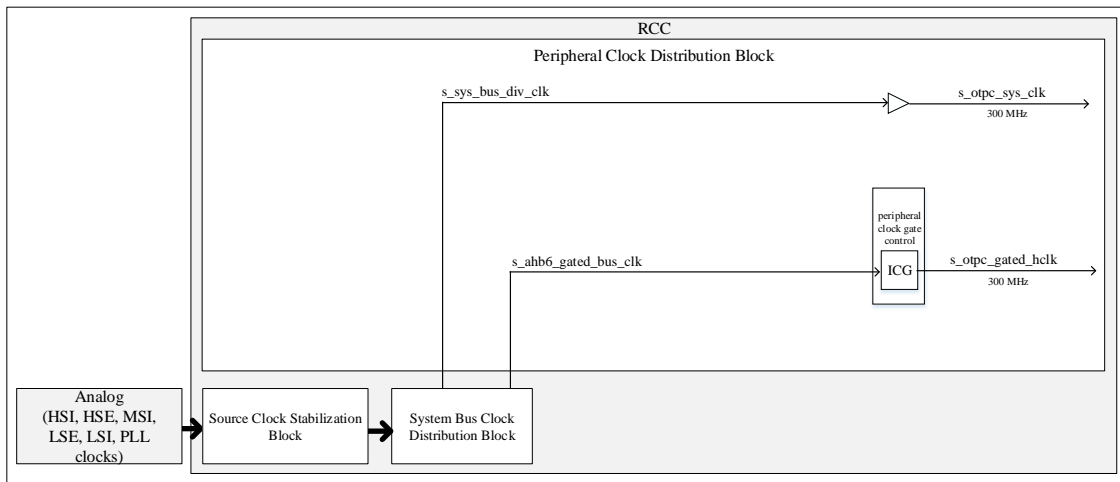 RCC
Peripheral Clock Distribution Block
s_sys_bus_div_clk
s_otpc_sys_clk
300 MHz
peripheral
clock gate
control
s_ahb6_gated_bus_clk
ICG
s_otpc_gated_hclk
300 MHz
Analog
(HSI, HSE, MSI,
LSE, LSI, PLL
clocks)
Source Clock Stabilization
Block
System Bus Clock
Distribution Block